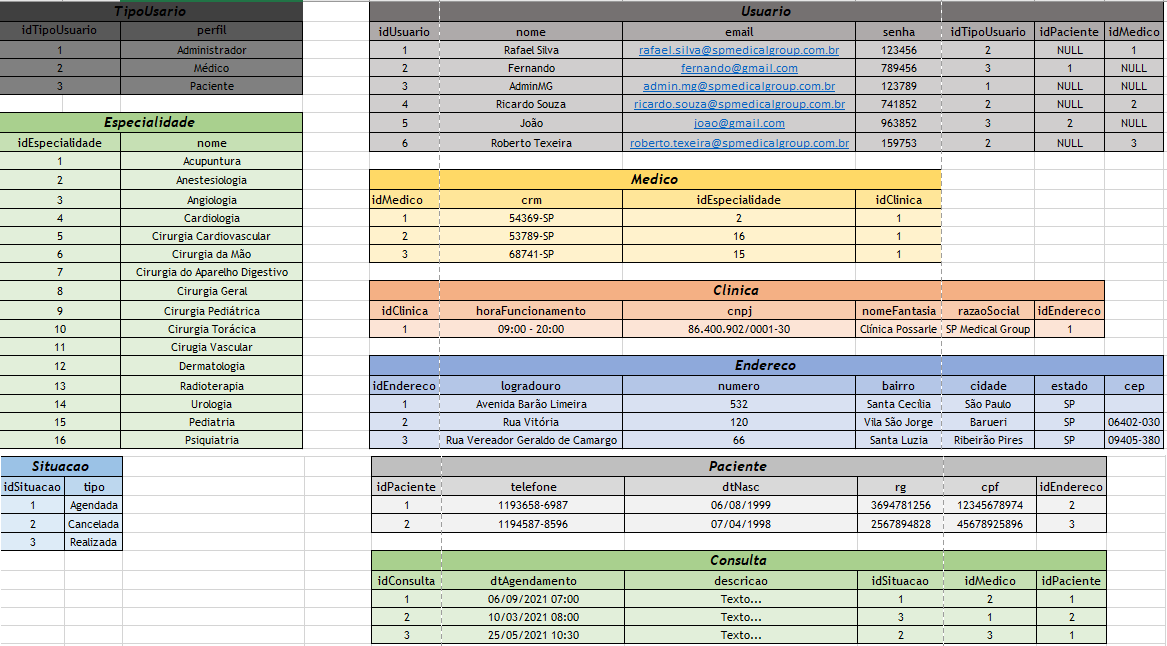 TipoUsario
idTipoUsuario perfil
1 Administrador
2 Médico
3 Paciente
Especialidade
idEspecialidade nome
1 Acupuntura
2 Anestesiologia
3 Angiologia
4 Cardiologia
5 Cirurgia Cardiovascular
6 Cirurgia da Mão
7 Cirurgia do Aparelho Digestivo
8 Cirurgia Geral
9 Cirurgia Pediátrica
10 Cirurgia Torácica
11 Cirugia Vascular
12 Dermatologia
13 Radioterapia
14 Urologia
15 Pediatria
16 Psiquiatria
Situacao
idSituacao tipo
1 Agendada
2 Cancelada
3 Realizada
Usuario
idUsuario nome email senha idTipoUsuario idPaciente idMedico
1 Rafael Silva rafael.silva@spmedicalgroup.com.br 123456 2 NULL 1
2 Fernando fernando@gmail.com 789456 3 1 NULL
3 AdminMG admin.mg@spmedicalgroup.com.br 123789 1 NULL NULL
4 Ricardo Souza ricardo.souza@spmedicalgroup.com.br 741852 2 NULL 2
5 João joao@gmail.com 963852 3 2 NULL
6 Roberto Texeira roberto.texeira@spmedicalgroup.com.br 159753 2 NULL 3
Medico
idMedico crm idEspecialidade idClinica
1 54369-SP 2 1
2 53789-SP 16 1
3 68741-SP 15 1
Clinica
idClinica horaFuncionamento cnpj nomeFantasia razaoSocial idEndereco
1 09:00 - 20:00 86.400.902/0001-30 Clínica Possarle SP Medical Group 1
Endereco
idEndereco logradouro numero bairro cidade estado cep
1 Avenida Barão Limeira 532 Santa Cecília São Paulo SP
2 Rua Vitória 120 Vila São Jorge Barueri SP 06402-030
3 Rua Vereador Geraldo de Camargo 66 Santa Luzia Ribeirão Pires SP 09405-380
Paciente
idPaciente telefone dtNasc rg cpf idEndereco
1 1193658-6987 06/08/1999 3694781256 12345678974 2
2 1194587-8596 07/04/1998 2567894828 45678925896 3
Consulta
idConsulta dtAgendamento descricao idSituacao idMedico idPaciente
1 06/09/2021 07:00 Texto... 1 2 1
2 10/03/2021 08:00 Texto... 3 1 2
3 25/05/2021 10:30 Texto... 2 3 1